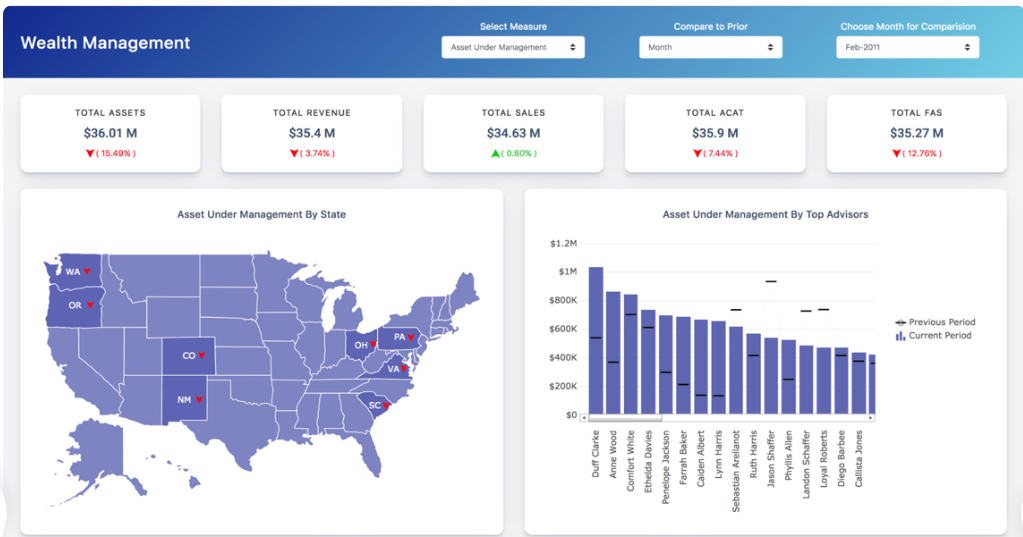 Wealth Management
Select Measure
Asset Under Management
Compare to Prior
Month
Choose Month for Comparision
Feb-2011
TOTAL ASSETS
$36.01 M
( 15.49% )
TOTAL REVENUE
$35.4 M
( 3.74% )
TOTAL SALES
$34.63 M
( 0.80% )
TOTAL ACAT
$35.9 M
( 7.44% )
TOTAL FAS
$35.27 M
( 12.76% )
Asset Under Management By State
WA
OR
CO
NM
OH
PA
VA
SC
Asset Under Management By Top Advisors
$1.2M
$1M
$800K
$600K
$400K
$200K
$0
Duff Clarke
Anne Wood
Comfort White
Ethelda Davies
Penelope Jackson
Farrah Baker
Caiden Albert
Lynn Harris
Sebastian Arellanot
Ruth Harris
Jason Shaffer
Phyllis Allen
Landon Schaffer
Loyal Roberts
Diego Barbee
Callista Jones
Previous Period
Current Period